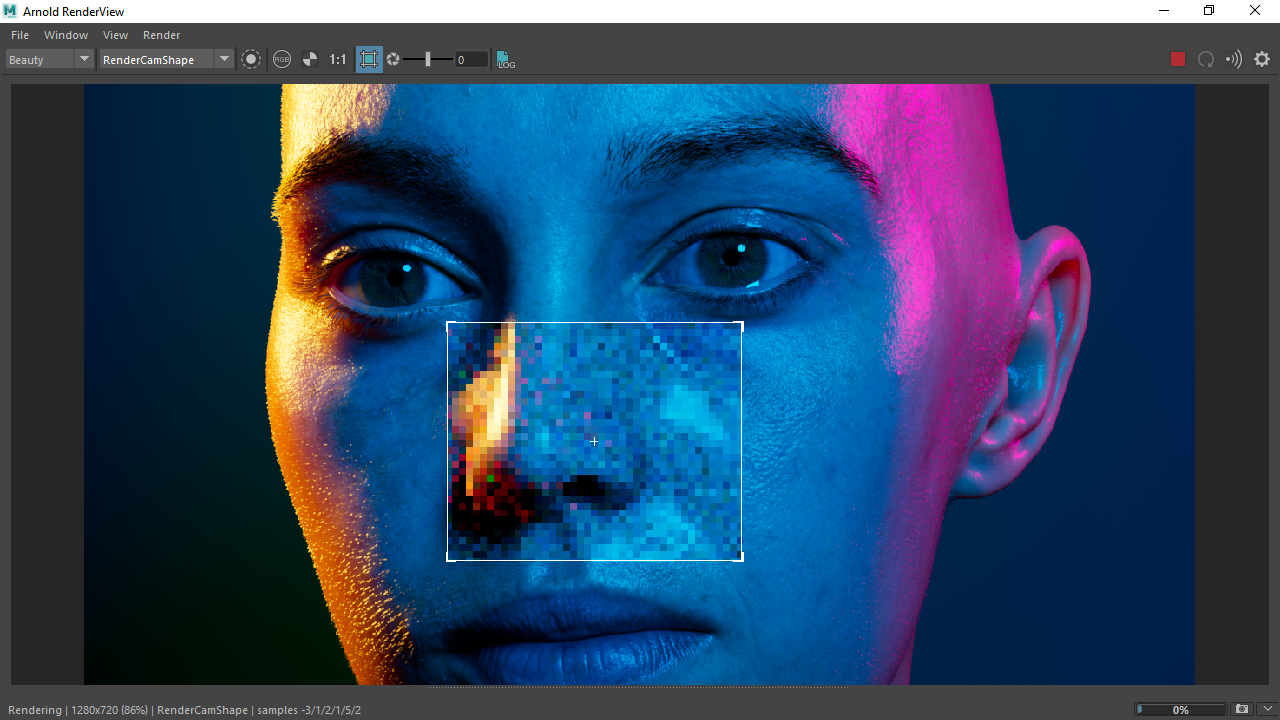 Arnold RenderView
File Window View Render
Beauty RenderCamShape RGB 1:1 0 LOG
Rendering | 1280x720 (86%) | RenderCamShape | samples -3/1/2/1/5/2 0%